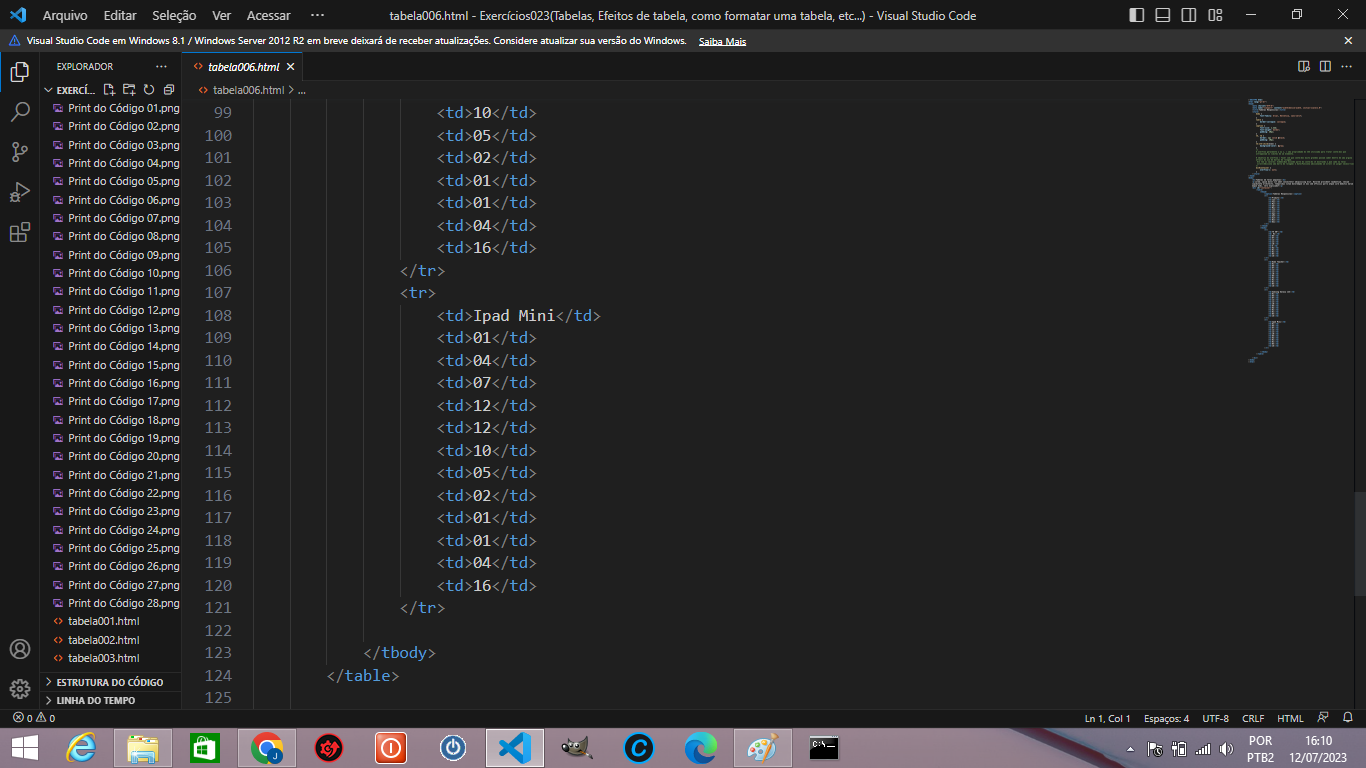 Arquivo Editar Seleção Ver Acessar ···
tabela006.html - Exercícios023(Tabelas, Efeitos de tabela, como formatar uma tabela, etc...) - Visual Studio Code
Visual Studio Code em Windows 8.1 / Windows Server 2012 R2 em breve deixará de receber atualizações. Considere atualizar sua versão do Windows. Saiba Mais
EXPLORADOR ···
EXERCÍ...
Print do Código 01.png
Print do Código 02.png
Print do Código 03.png
Print do Código 04.png
Print do Código 05.png
Print do Código 06.png
Print do Código 07.png
Print do Código 08.png
Print do Código 09.png
Print do Código 10.png
Print do Código 11.png
Print do Código 12.png
Print do Código 13.png
Print do Código 14.png
Print do Código 15.png
Print do Código 16.png
Print do Código 17.png
Print do Código 18.png
Print do Código 19.png
Print do Código 20.png
Print do Código 21.png
Print do Código 22.png
Print do Código 23.png
Print do Código 24.png
Print do Código 25.png
Print do Código 26.png
Print do Código 27.png
Print do Código 28.png
tabela001.html
tabela002.html
tabela003.html
ESTRUTURA DO CÓDIGO
LINHA DO TEMPO
tabela006.html
tabela006.html > ...
99 <td>10</td>
100 <td>05</td>
101 <td>02</td>
102 <td>01</td>
103 <td>01</td>
104 <td>04</td>
105 <td>16</td>
106 </tr>
107 <tr>
108 <td>Ipad Mini</td>
109 <td>01</td>
110 <td>04</td>
111 <td>07</td>
112 <td>12</td>
113 <td>12</td>
114 <td>10</td>
115 <td>05</td>
116 <td>02</td>
117 <td>01</td>
118 <td>01</td>
119 <td>04</td>
120 <td>16</td>
121 </tr>
122
123 </tbody>
124 </table>
125
0 0
Ln 1, Col 1 Espaços: 4 UTF-8 CRLF HTML
POR
PTB2
16:10
12/07/2023